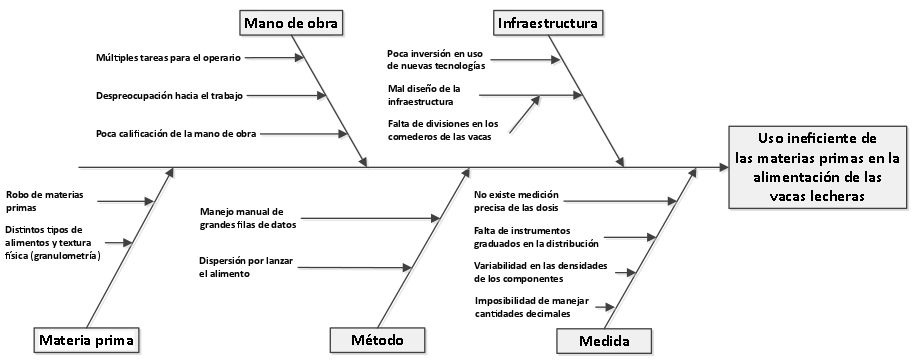 Mano de obra
Infraestructura
Múltiples tareas para el operario
Despreocupación hacia el trabajo
Poca calificación de la mano de obra
Poca inversión en uso
de nuevas tecnologías
Mal diseño de la
infraestructura
Falta de divisiones en los
comederos de las vacas
Uso ineficiente de
las materias primas en la
alimentación de las
vacas lecheras
Robo de materias
primas
Distintos tipos de
alimentos y textura
física (granulometría)
Manejo manual de
grandes filas de datos
Dispersión por lanzar
el alimento
No existe medición
precisa de las dosis
Falta de instrumentos
graduados en la distribución
Variabilidad en las densidades
de los componentes
Imposibilidad de manejar
cantidades decimales
Materia prima
Método
Medida